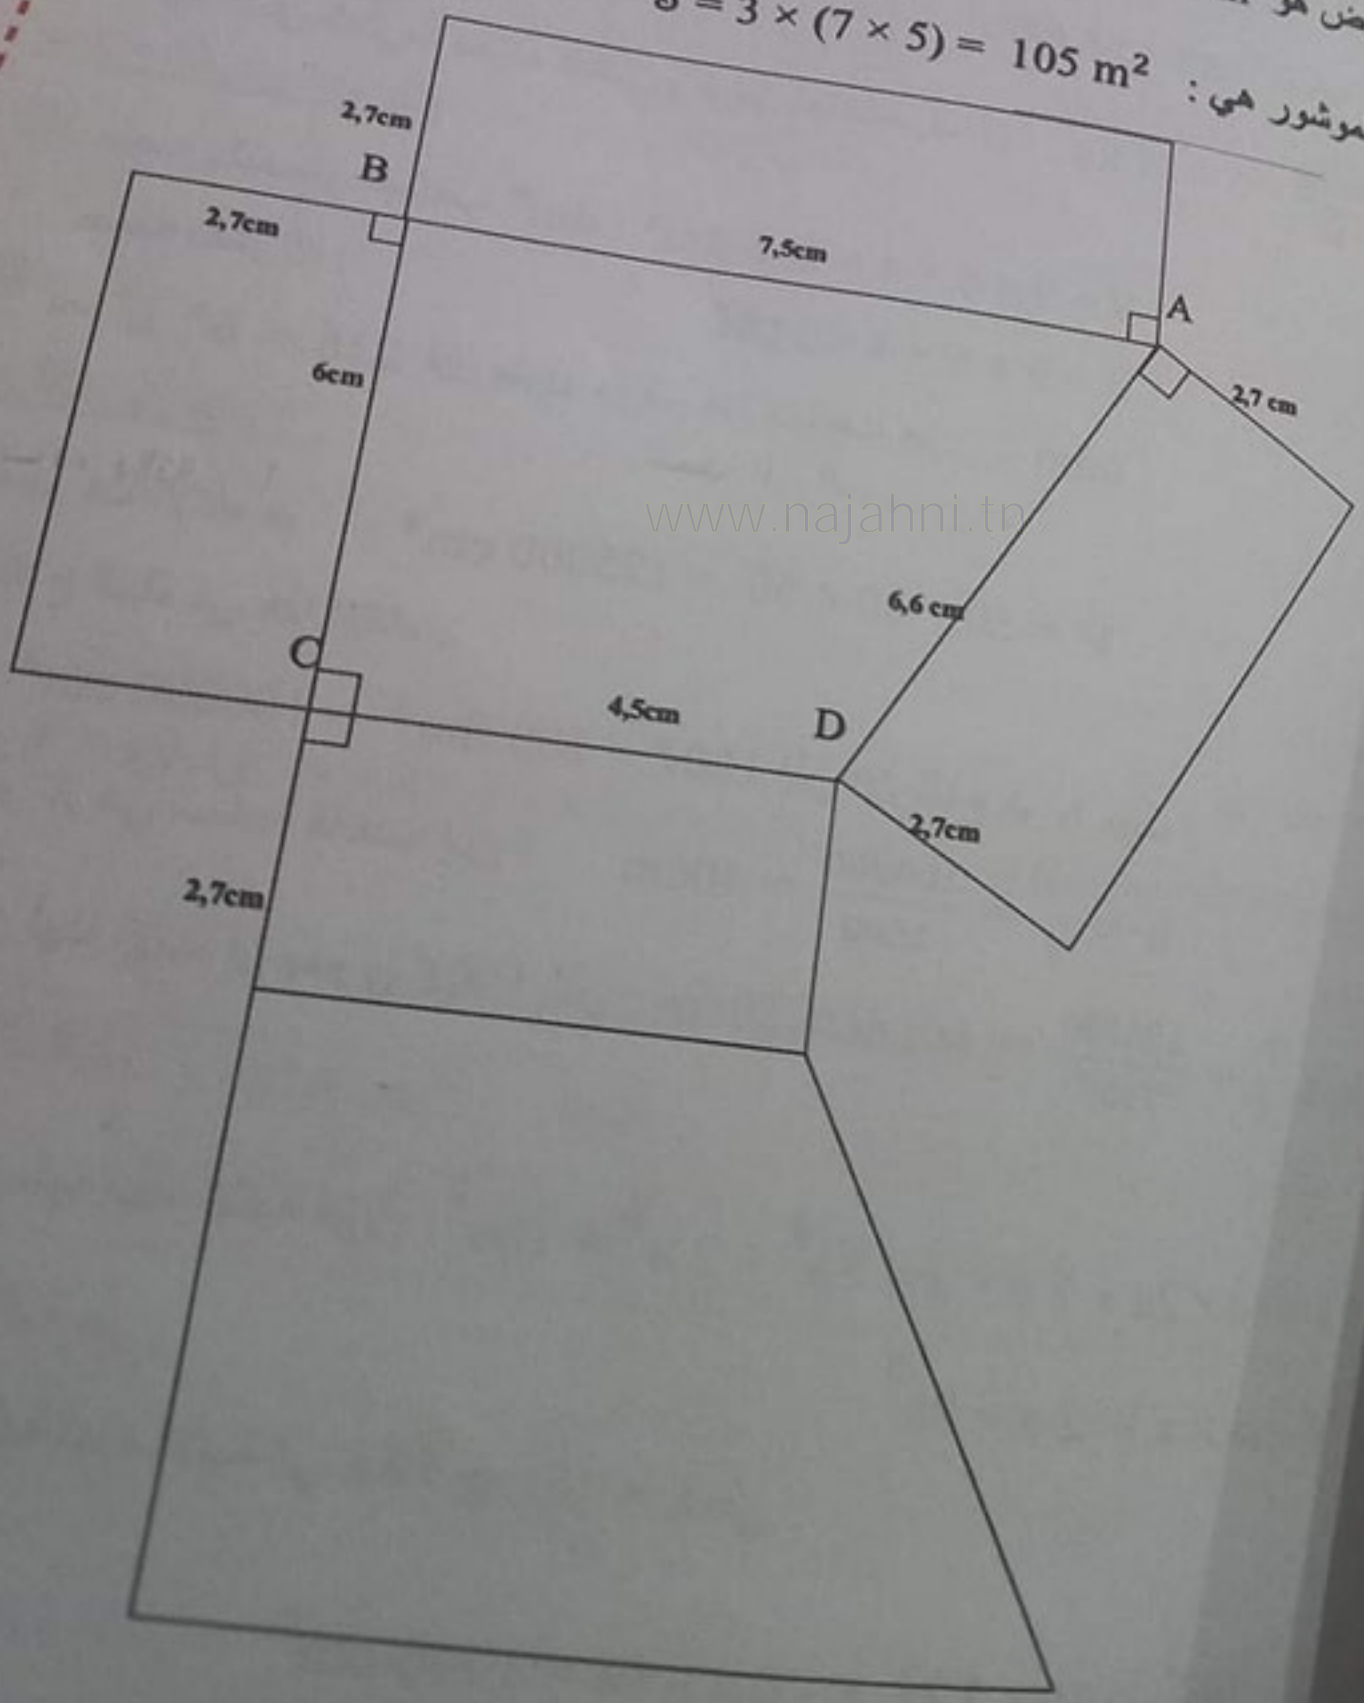 ض هو
= 3 × (7 × 5) = 105 m²
موشور هي :
2,7cm
B
2,7cm
7,5cm
A
6cm
2,7 cm
www.najahni.tn
6,6 cm
C
4,5cm
D
2,7cm
2,7cm